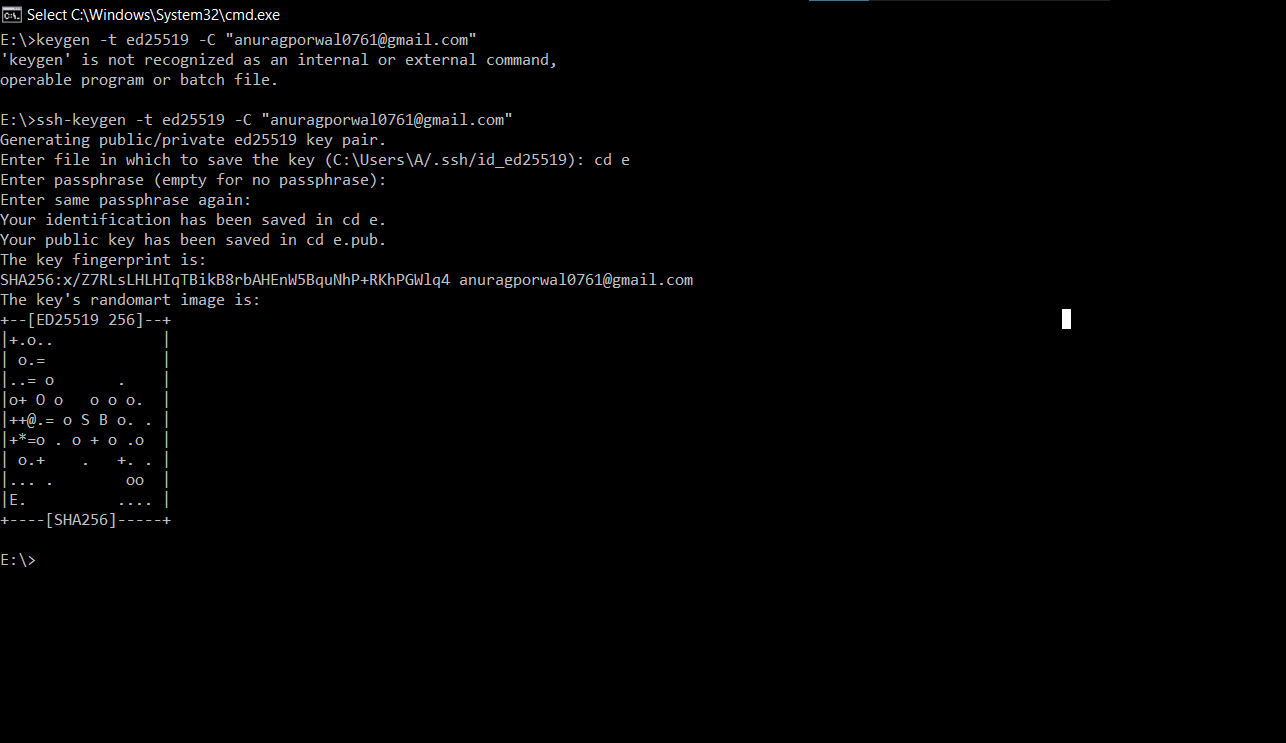 Select C:\Windows\System32\cmd.exe
E:\>keygen -t ed25519 -C "anuragporwal0761@gmail.com"
'keygen' is not recognized as an internal or external command,
operable program or batch file.
E:\>ssh-keygen -t ed25519 -C "anuragporwal0761@gmail.com"
Generating public/private ed25519 key pair.
Enter file in which to save the key (C:\Users\A/.ssh/id_ed25519): cd e
Enter passphrase (empty for no passphrase):
Enter same passphrase again:
Your identification has been saved in cd e.
Your public key has been saved in cd e.pub.
The key fingerprint is:
SHA256:x/Z7RLsLHLHIqTBikB8rbAHEnW5BquNhP+RKhPGWlq4 anuragporwal0761@gmail.com
The key's randomart image is:
+--[ED25519 256]--+
|+.o..            |
| o.=             |
|..= o       .    |
|o+ O o   o o o.  |
|++@.= o S B o. . |
|+*=o . o + o .o  |
| o.+    .   +. . |
|... .        oo  |
|E.          .... |
+----[SHA256]-----+
E:\>